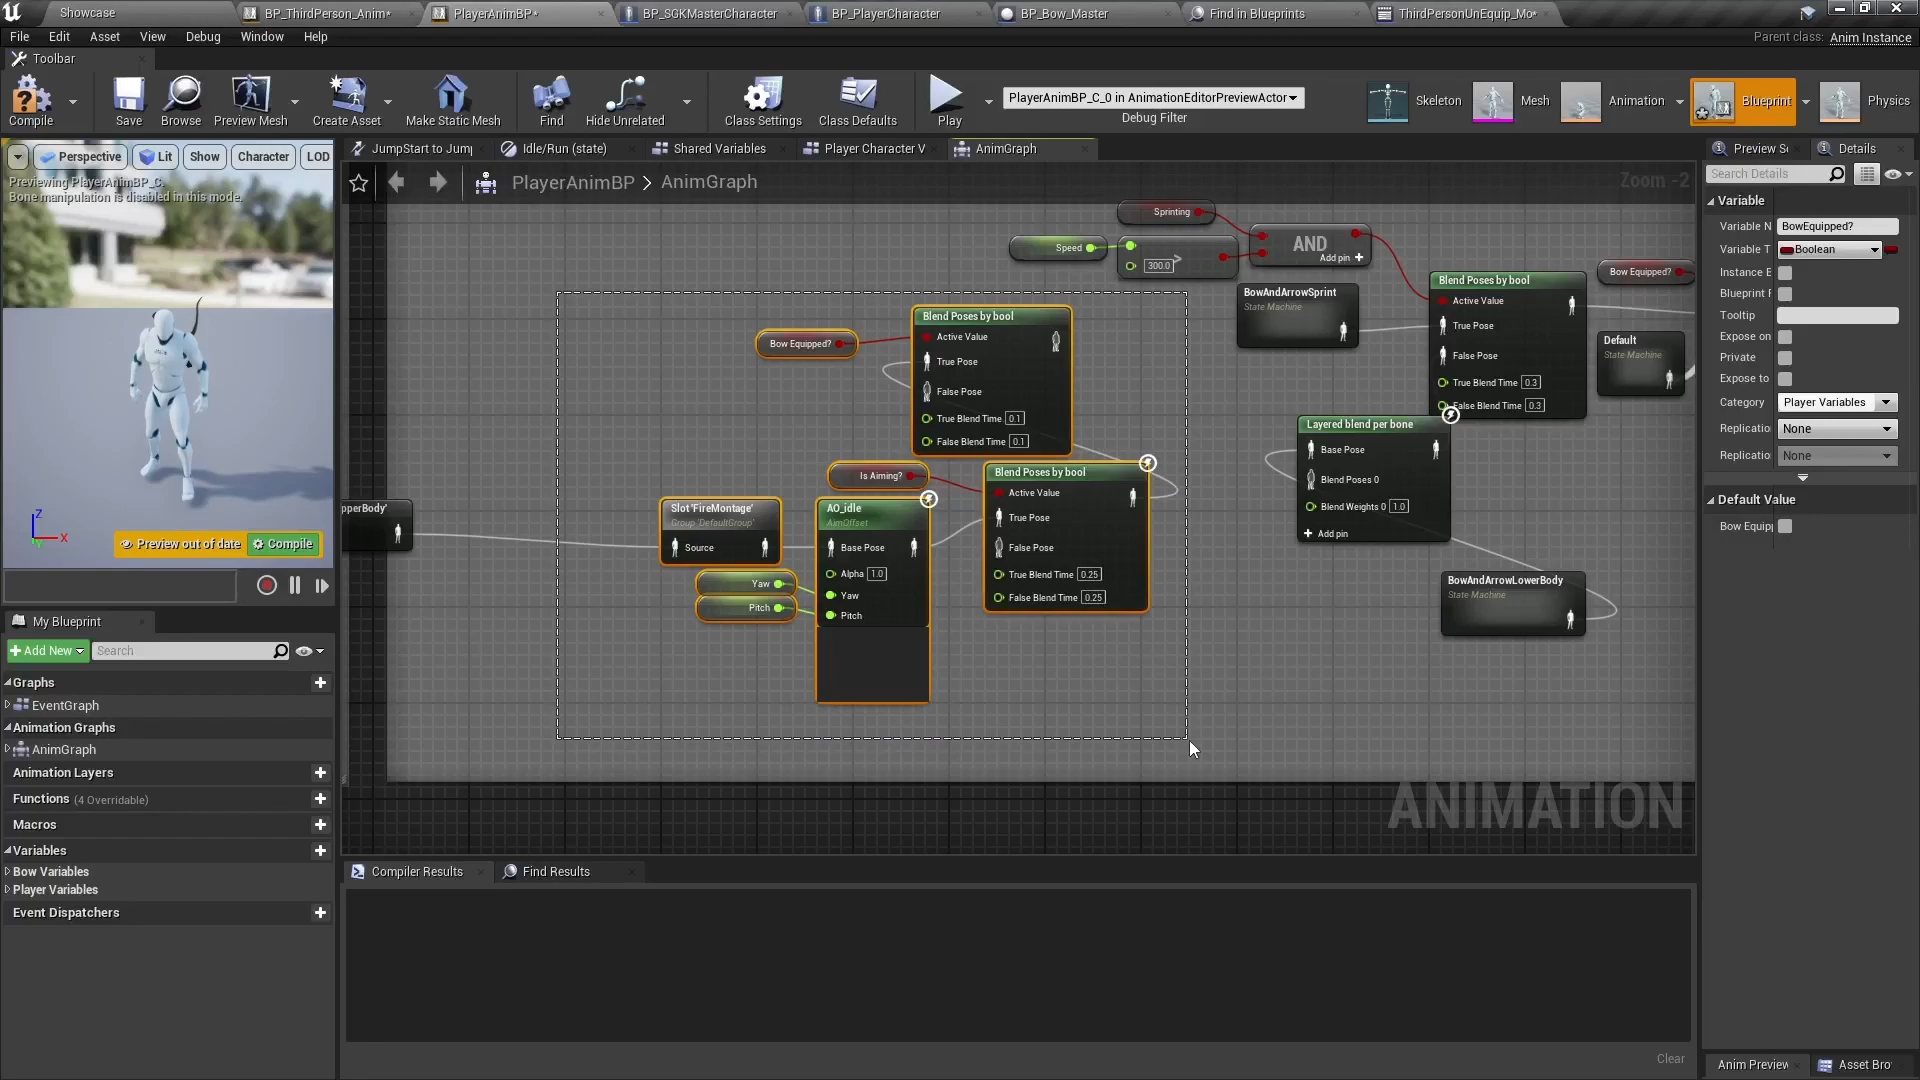 Showcase
BP_ThirdPerson_Anim*
PlayerAnimBP*
BP_SGKMasterCharacter
BP_PlayerCharacter
BP_Bow_Master
Find in Blueprints
ThirdPersonUnEquip_Mo*
File
Edit
Asset
View
Debug
Window
Help
Parent class: Anim Instance
Toolbar
Compile
Save
Browse
Preview Mesh
Create Asset
Make Static Mesh
Find
Hide Unrelated
Class Settings
Class Defaults
Play
PlayerAnimBP_C_0 in AnimationEditorPreviewActor
Debug Filter
Skeleton
Mesh
Animation
Blueprint
Physics
Perspective
Lit
Show
Character
LOD
Previewing PlayerAnimBP_C.
Bone manipulation is disabled in this mode.
Z
X
Preview out of date
Compile
JumpStart to Jump
Idle/Run (state)
Shared Variables
Player Character V
AnimGraph
PlayerAnimBP > AnimGraph
Zoom -2
Sprinting
Speed
300.0
>
AND
Add pin +
Blend Poses by bool
Active Value
True Pose
False Pose
True Blend Time 0.3
False Blend Time 0.3
Bow Equipped?
BowAndArrowSprint
State Machine
Default
State Machine
Bow Equipped?
Blend Poses by bool
Active Value
True Pose
False Pose
True Blend Time 0.1
False Blend Time 0.1
Layered blend per bone
Base Pose
Blend Poses 0
Blend Weights 0 1.0
+ Add pin
Is Aiming?
Blend Poses by bool
Active Value
True Pose
False Pose
True Blend Time 0.25
False Blend Time 0.25
pperBody'
Slot 'FireMontage'
Group 'DefaultGroup'
Source
AO_idle
AimOffset
Base Pose
Alpha 1.0
Yaw
Pitch
Yaw
Pitch
BowAndArrowLowerBody
State Machine
ANIMATION
My Blueprint
+ Add New
Search
Graphs
EventGraph
Animation Graphs
AnimGraph
Animation Layers
Functions (4 Overridable)
Macros
Variables
Bow Variables
Player Variables
Event Dispatchers
Compiler Results
Find Results
Clear
Preview Sc
Details
Search Details
Variable
Variable N
BowEquipped?
Variable T
Boolean
Instance E
Blueprint F
Tooltip
Expose on
Private
Expose to
Category
Player Variables
Replicatio
None
Replicatio
None
Default Value
Bow Equip
Anim Preview
Asset Bro